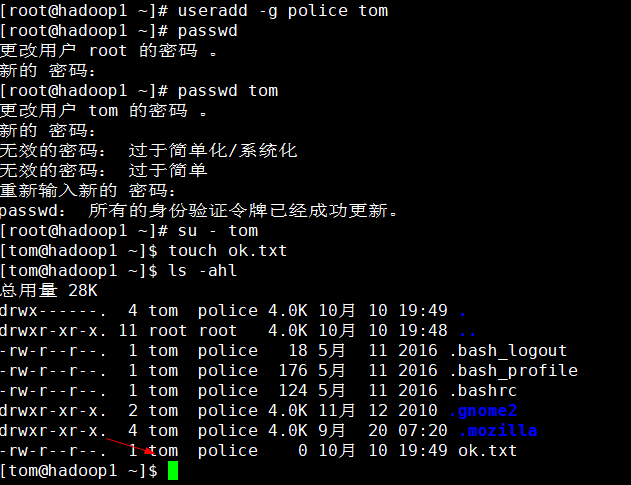 [root@hadoop1 ~]# useradd -g police tom
[root@hadoop1 ~]# passwd
更改用户 root 的密码 。
新的 密码：
[root@hadoop1 ~]# passwd tom
更改用户 tom 的密码 。
新的 密码：
无效的密码： 过于简单化/系统化
无效的密码： 过于简单
重新输入新的 密码：
passwd： 所有的身份验证令牌已经成功更新。
[root@hadoop1 ~]# su - tom
[tom@hadoop1 ~]$ touch ok.txt
[tom@hadoop1 ~]$ ls -ahl
总用量 28K
drwx------.  4 tom  police 4.0K 10月 10 19:49 .
drwxr-xr-x. 11 root root   4.0K 10月 10 19:48 ..
-rw-r--r--.  1 tom  police   18 5月  11 2016 .bash_logout
-rw-r--r--.  1 tom  police  176 5月  11 2016 .bash_profile
-rw-r--r--.  1 tom  police  124 5月  11 2016 .bashrc
drwxr-xr-x.  2 tom  police 4.0K 11月 12 2010 .gnome2
drwxr-xr-x.  4 tom  police 4.0K 9月  20 07:20 .mozilla
-rw-r--r--.  1 tom  police    0 10月 10 19:49 ok.txt
[tom@hadoop1 ~]$